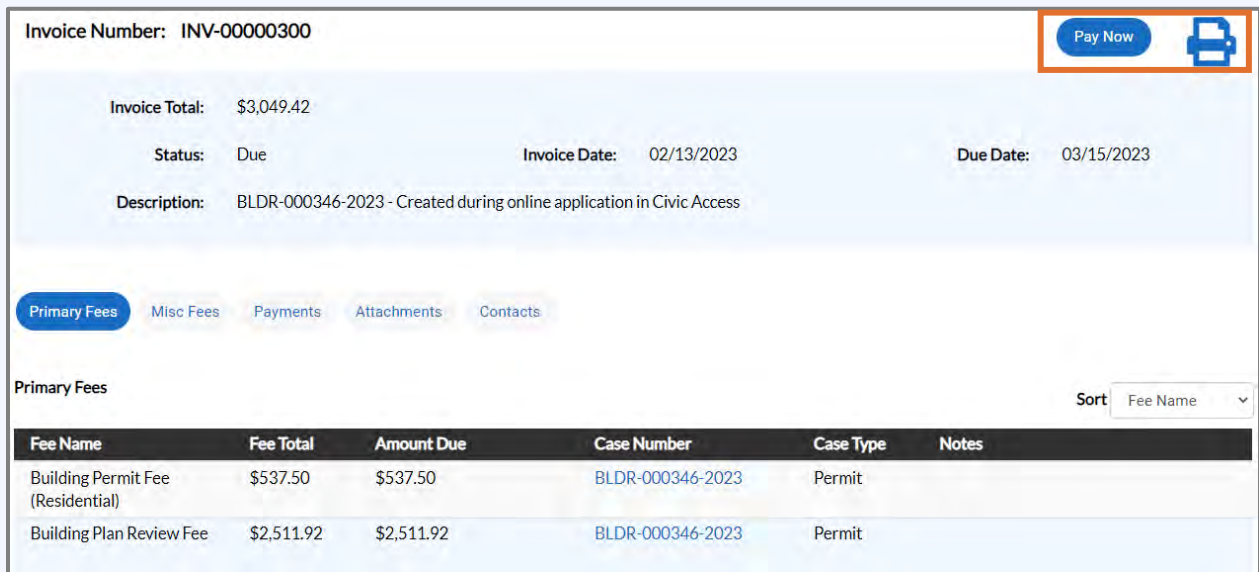 Invoice Number: INV-00000300 Pay Now
Invoice Total: $3,049.42
Status: Due Invoice Date: 02/13/2023 Due Date: 03/15/2023
Description: BLDR-000346-2023 - Created during online application in Civic Access
Primary Fees Misc Fees Payments Attachments Contacts
Primary Fees
Sort Fee Name
Fee Name Fee Total Amount Due Case Number Case Type Notes
Building Permit Fee $537.50 $537.50 BLDR-000346-2023 Permit
(Residential)
Building Plan Review Fee $2,511.92 $2,511.92 BLDR-000346-2023 Permit